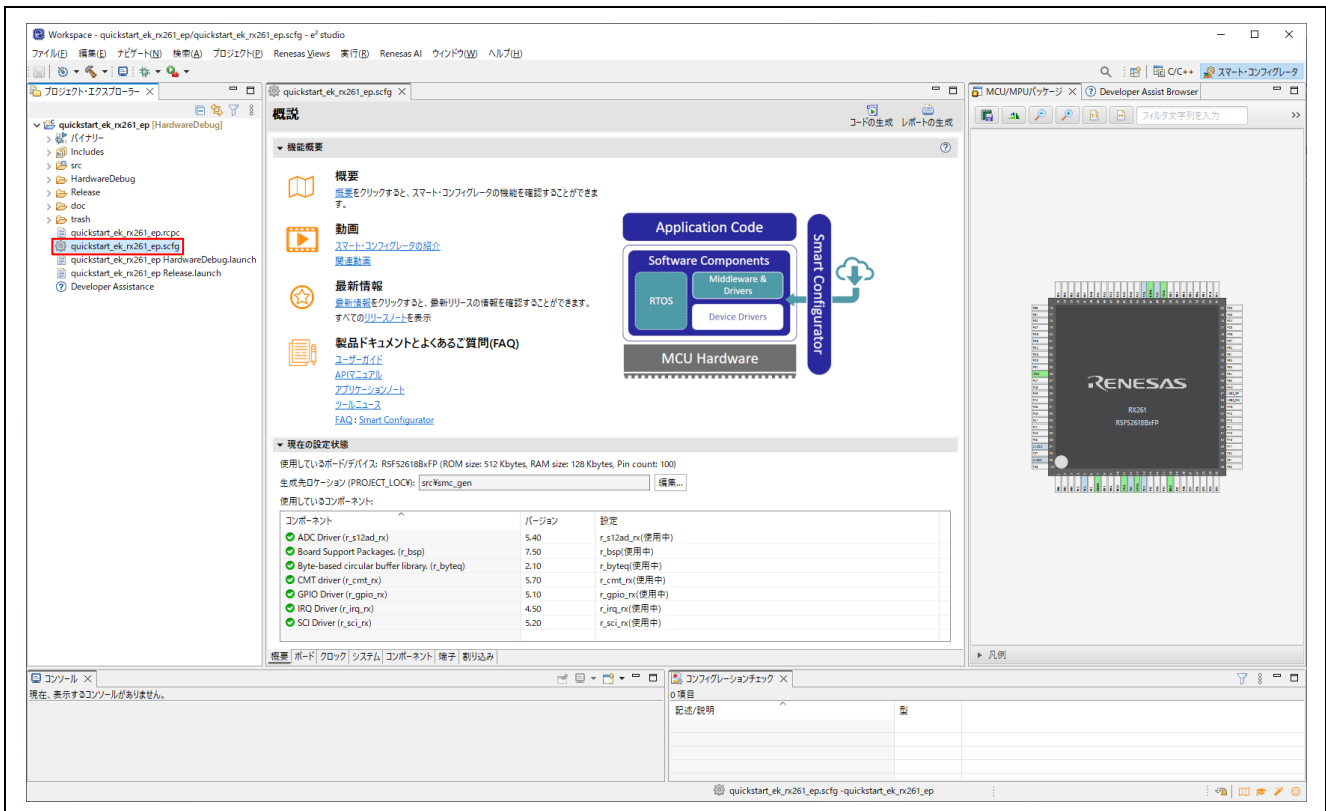 Workspace - quickstart_ek_rx261_ep/quickstart_ek_rx261_ep.scfg - e² studio
ファイル(F) 編集(E) ナビゲート(N) 検索(A) プロジェクト(P) Renesas Views 実行(R) Renesas AI ウィンドウ(W) ヘルプ(H)
C/C++ スマート・コンフィグレータ
プロジェクト・エクスプローラー
quickstart_ek_rx261_ep [HardwareDebug]
バイナリー
Includes
src
HardwareDebug
Release
doc
trash
quickstart_ek_rx261_ep.rcpc
quickstart_ek_rx261_ep.scfg
quickstart_ek_rx261_ep HardwareDebug.launch
quickstart_ek_rx261_ep Release.launch
Developer Assistance
quickstart_ek_rx261_ep.scfg
概説
コードの生成 レポートの生成
機能概要
概要
概要をクリックすると、スマート・コンフィグレータの機能を確認することができま
す。
動画
スマート・コンフィグレータの紹介
関連動画
最新情報
最新情報をクリックすると、最新リリースの情報を確認することができます。
すべてのリリースノートを表示
製品ドキュメントとよくあるご質問(FAQ)
ユーザーガイド
APIマニュアル
アプリケーションノート
ツールニュース
FAQ : Smart Configurator
Application Code
Software Components
RTOS
Middleware &
Drivers
Device Drivers
MCU Hardware
Smart Configurator
現在の設定状態
使用しているボード/デバイス: R5F52618BxFP (ROM size: 512 Kbytes, RAM size: 128 Kbytes, Pin count: 100)
生成先ロケーション (PROJECT_LOC¥): src¥smc_gen 編集...
使用しているコンポーネント:
コンポーネント バージョン 設定
ADC Driver (r_s12ad_rx) 5.40 r_s12ad_rx(使用中)
Board Support Packages. (r_bsp) 7.50 r_bsp(使用中)
Byte-based circular buffer library. (r_byteq) 2.10 r_byteq(使用中)
CMT driver (r_cmt_rx) 5.70 r_cmt_rx(使用中)
GPIO Driver (r_gpio_rx) 5.10 r_gpio_rx(使用中)
IRQ Driver (r_irq_rx) 4.50 r_irq_rx(使用中)
SCI Driver (r_sci_rx) 5.20 r_sci_rx(使用中)
概要 ボード クロック システム コンポーネント 端子 割り込み
MCU/MPUパッケージ Developer Assist Browser
フィルタ文字列を入力
RENESAS
RX261
R5F52618BxFP
凡例
コンソール
現在、表示するコンソールがありません。
コンフィグレーションチェック
0 項目
記述/説明 型
quickstart_ek_rx261_ep.scfg -quickstart_ek_rx261_ep